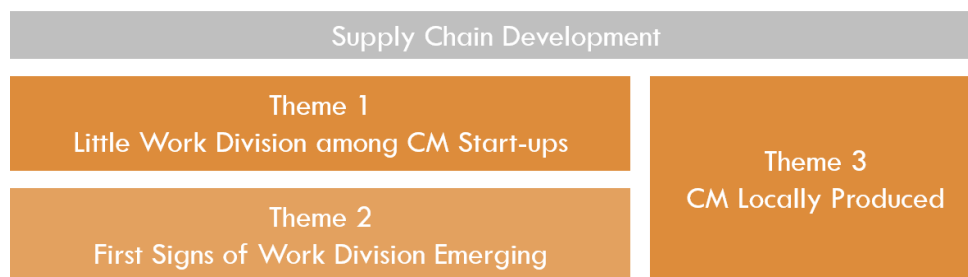 Supply Chain Development
Theme 1
Little Work Division among CM Start-ups
Theme 2
First Signs of Work Division Emerging
Theme 3
CM Locally Produced